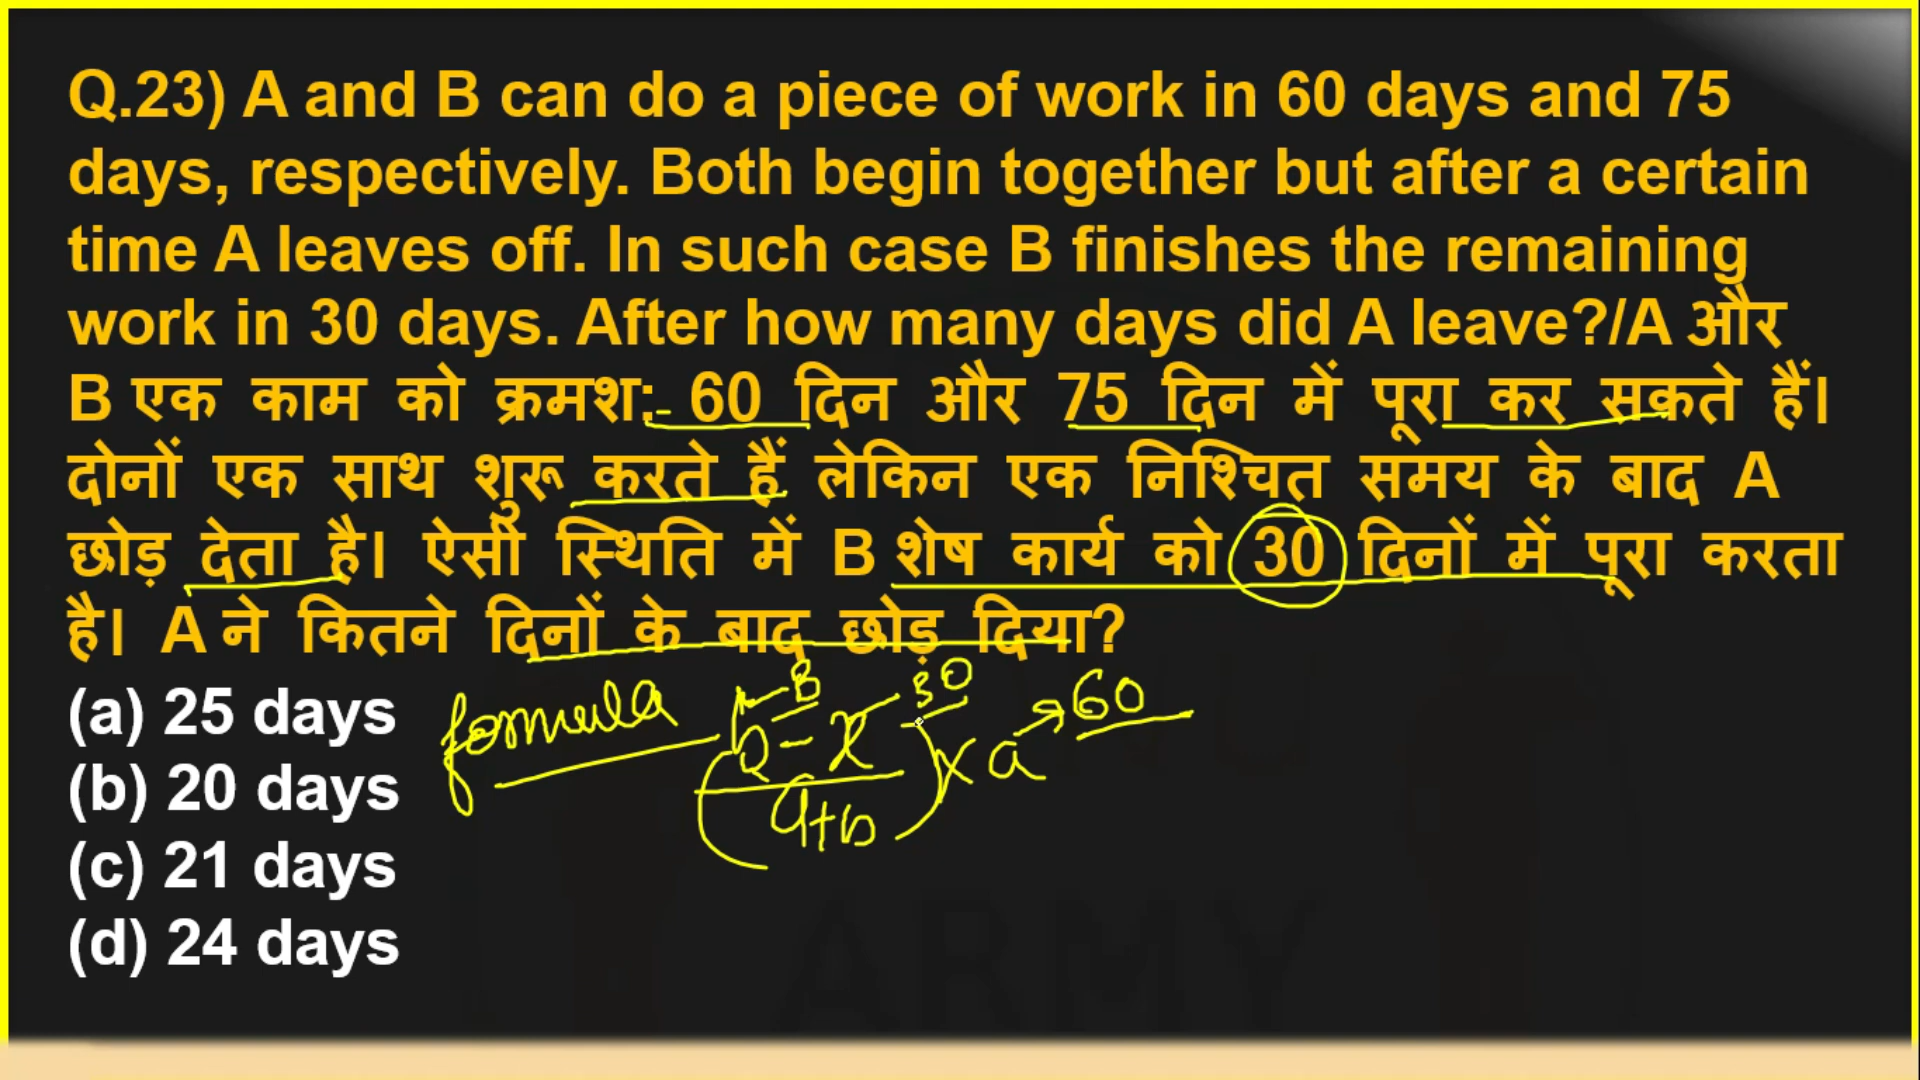 Q.23) A and B can do a piece of work in 60 days and 75
days, respectively. Both begin together but after a certain
time A leaves off. In such case B finishes the remaining
work in 30 days. After how many days did A leave?/A और
B एक काम को क्रमश:- 60 दिन और 75 दिन में पूरा कर सकते हैं।
दोनों एक साथ शुरू करते हैं लेकिन एक निश्चित समय के बाद A
छोड़ देता है। ऐसी स्थिति में B शेष कार्य को 30 दिनों में पूरा करता
है। A ने कितने दिनों के बाद छोड़ दिया?
(a) 25 days
(b) 20 days
(c) 21 days
(d) 24 days
formula
B 30
(b - x / a+b) × a → 60
ARMY